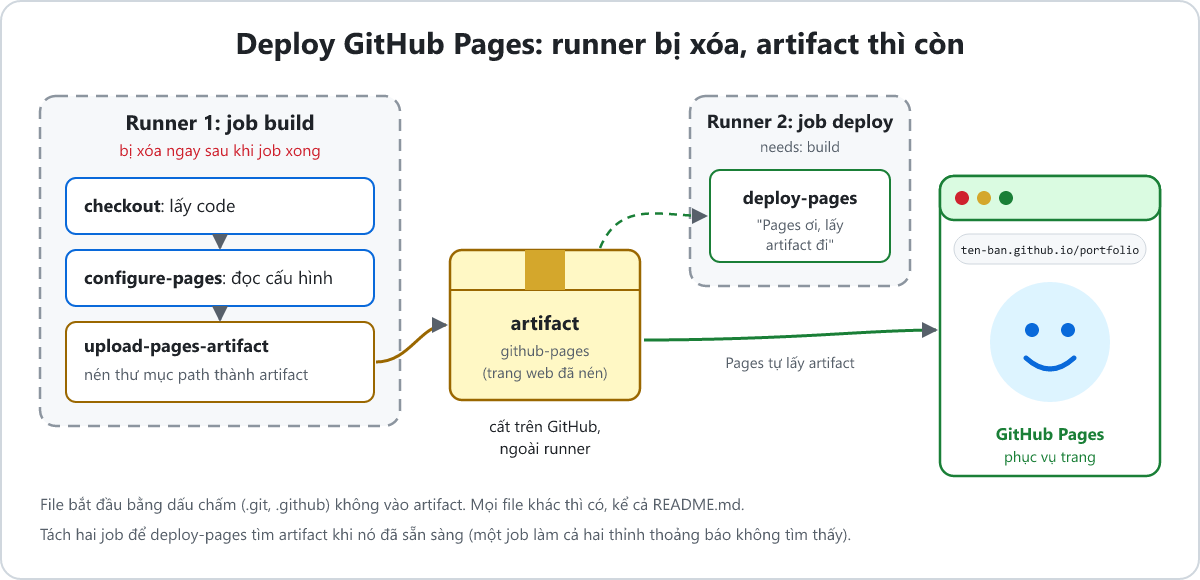 Deploy GitHub Pages: runner bị xóa, artifact thì còn
Runner 1: job build
bị xóa ngay sau khi job xong
checkout: lấy code
configure-pages: đọc cấu hình
upload-pages-artifact
nén thư mục path thành artifact
artifact
github-pages
(trang web đã nén)
cất trên GitHub,
ngoài runner
Runner 2: job deploy
needs: build
deploy-pages
"Pages ơi, lấy
artifact đi"
Pages tự lấy artifact
ten-ban.github.io/portfolio
GitHub Pages
phục vụ trang
File bắt đầu bằng dấu chấm (.git, .github) không vào artifact. Mọi file khác thì có, kể cả README.md.
Tách hai job để deploy-pages tìm artifact khi nó đã sẵn sàng (một job làm cả hai thỉnh thoảng báo không tìm thấy).